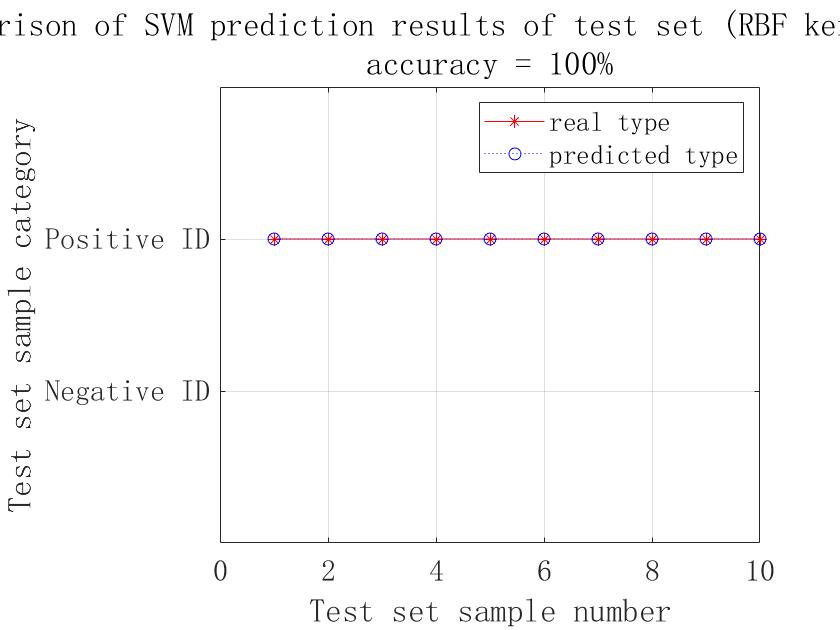 rison of SVM prediction results of test set (RBF ke
accuracy = 100%
real type
predicted type
Test set sample category
Positive ID
Negative ID
0 2 4 6 8 10
Test set sample number